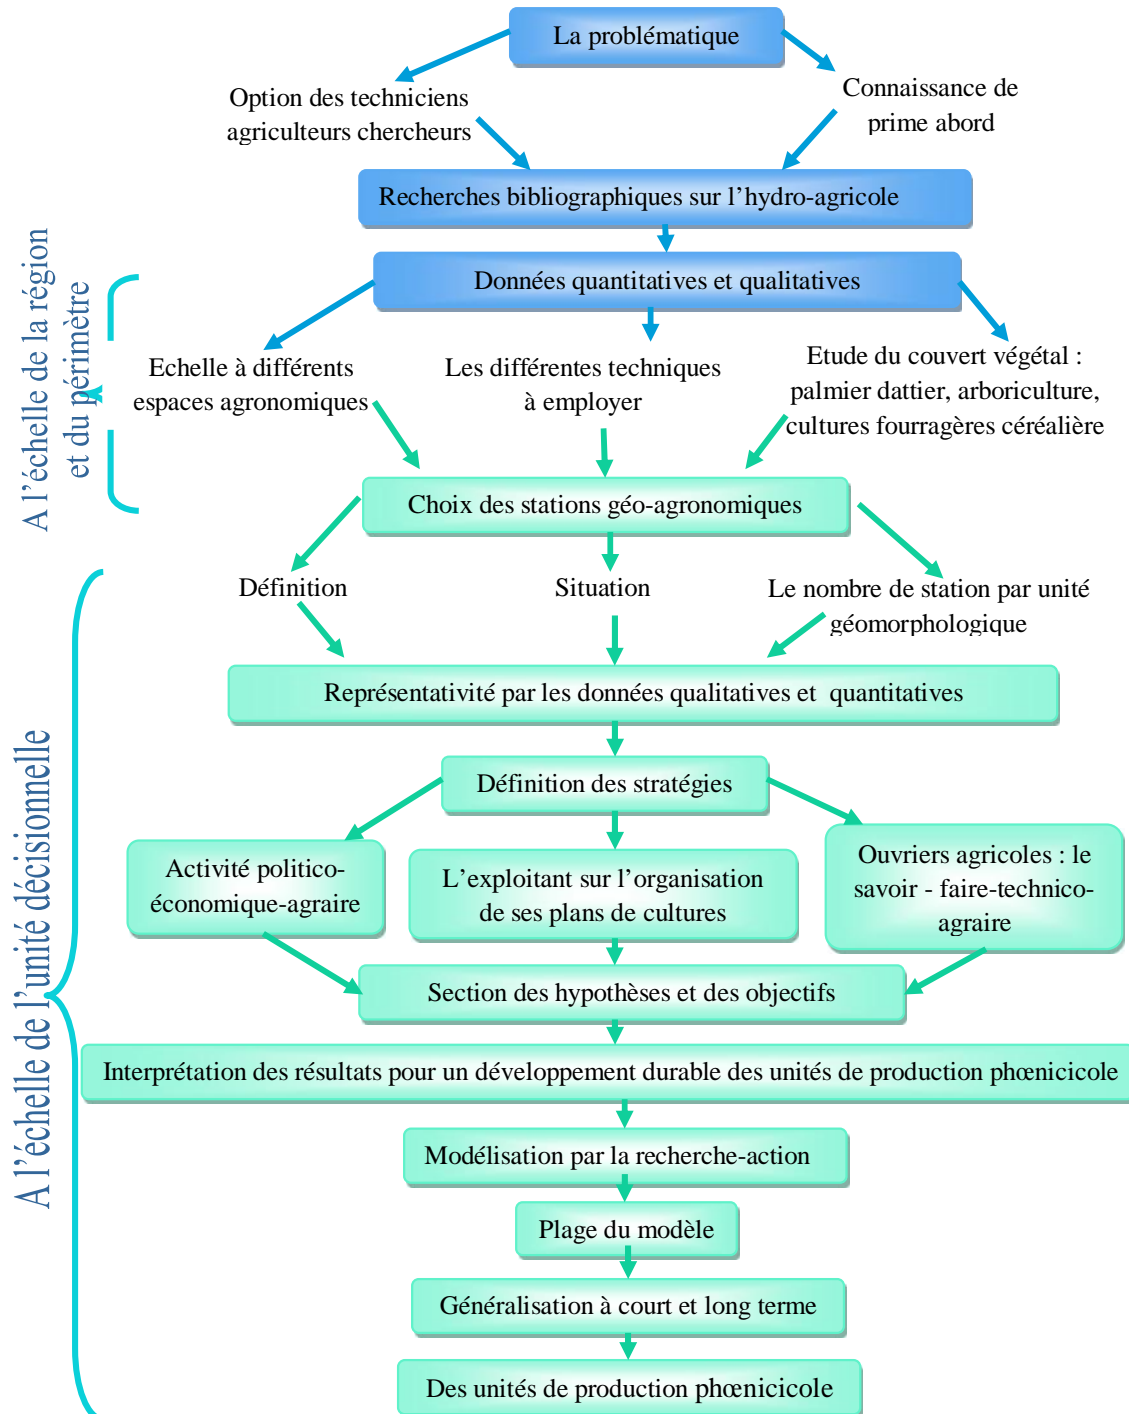 La problématique
Option des techniciens
agriculteurs chercheurs
Connaissance de
prime abord
Recherches bibliographiques sur l’hydro-agricole
Données quantitatives et qualitatives
A l’échelle de la région
et du périmètre
Echelle à différents
espaces agronomiques
Les différentes techniques
à employer
Etude du couvert végétal :
palmier dattier, arboriculture,
cultures fourragères céréalière
Choix des stations géo-agronomiques
Définition
Situation
Le nombre de station par unité
géomorphologique
Représentativité par les données qualitatives et quantitatives
A l’échelle de l’unité décisionnelle
Définition des stratégies
Activité politico-
économique-agraire
L’exploitant sur l’organisation
de ses plans de cultures
Ouvriers agricoles : le
savoir - faire-technico-
agraire
Section des hypothèses et des objectifs
Interprétation des résultats pour un développement durable des unités de production phœnicicole
Modélisation par la recherche-action
Plage du modèle
Généralisation à court et long terme
Des unités de production phœnicicole